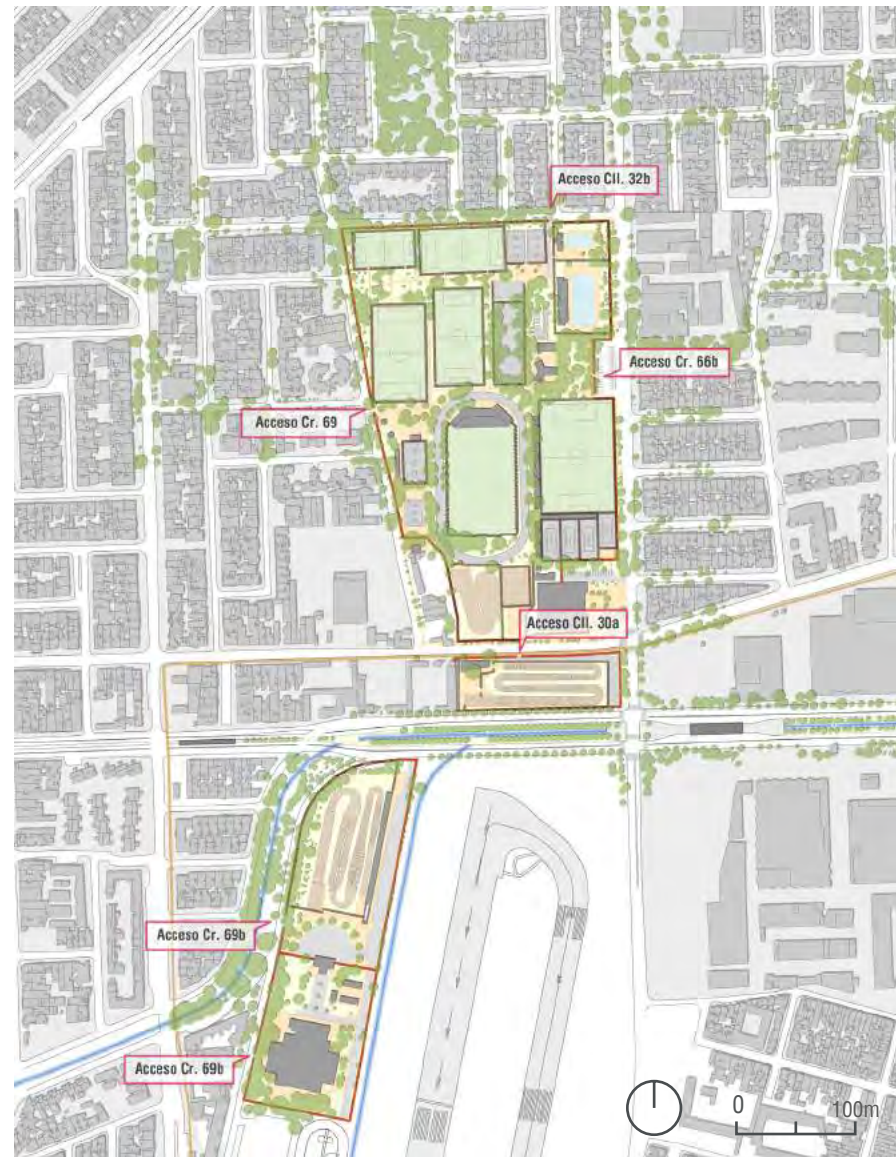 Acceso Cll. 32b
Acceso Cr. 66b
Acceso Cr. 69
Acceso Cll. 30a
Acceso Cr. 69b
Acceso Cr. 69b
0
100m